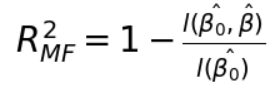 R²_MF = 1 − l(β̂₀, β̂) / l(β̂₀)